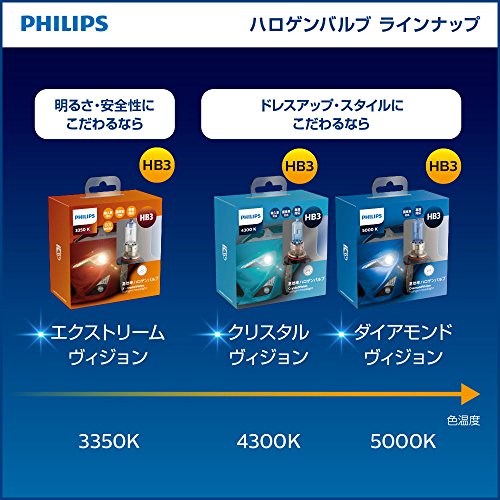 PHILIPS
ハロゲンバルブ ラインナップ
明るさ・安全性に
こだわるなら
ドレスアップ・スタイルに
こだわるなら
HB3
HB3
HB3
PHILIPS
3350 K
HB3
PHILIPS
4300 K
HB3
PHILIPS
5000 K
HB3
エクストリーム
ヴィジョン
クリスタル
ヴィジョン
ダイアモンド
ヴィジョン
色温度
3350K
4300K
5000K